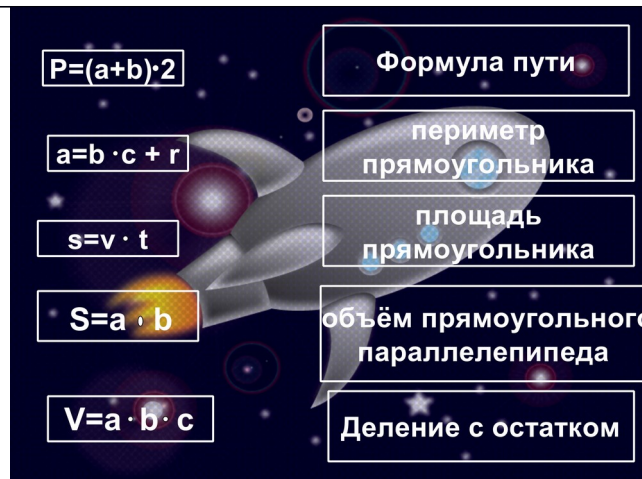 P=(a+b)·2
a=b ·c + r
s=v · t
S=a · b
V=a · b · c
Формула пути
периметр
прямоугольника
площадь
прямоугольника
объём прямоугольного
параллелепипеда
Деление с остатком